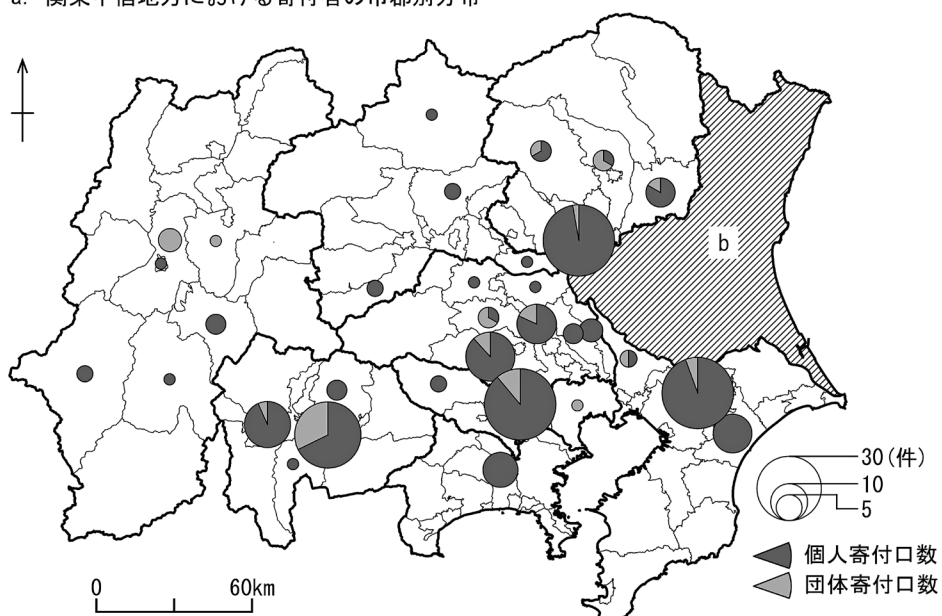 a. 関東甲信地方における寄付者の市郡別分布
b
30(件)
10
5
個人寄付口数
団体寄付口数
0 60km